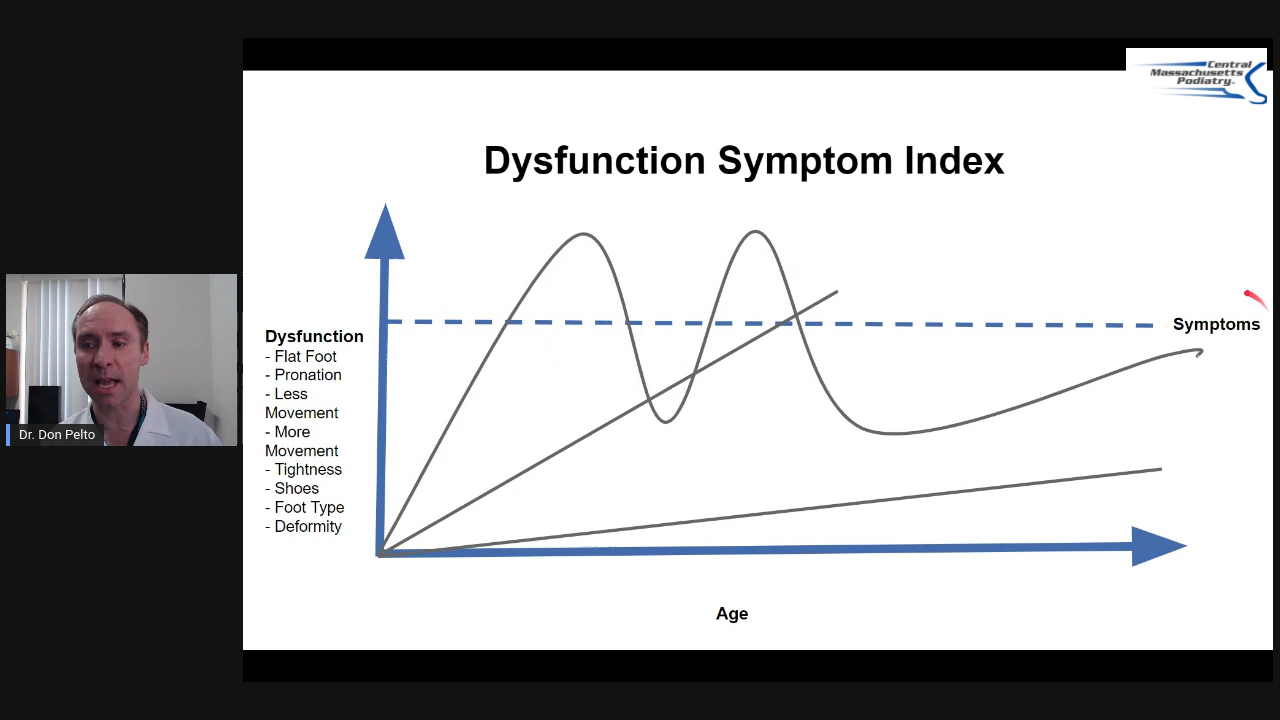 Central
Massachusetts
Podiatry
Dysfunction Symptom Index
Dysfunction
- Flat Foot
- Pronation
- Less
Movement
- More
Movement
- Tightness
- Shoes
- Foot Type
- Deformity
Symptoms
Age
Dr. Don Pelto